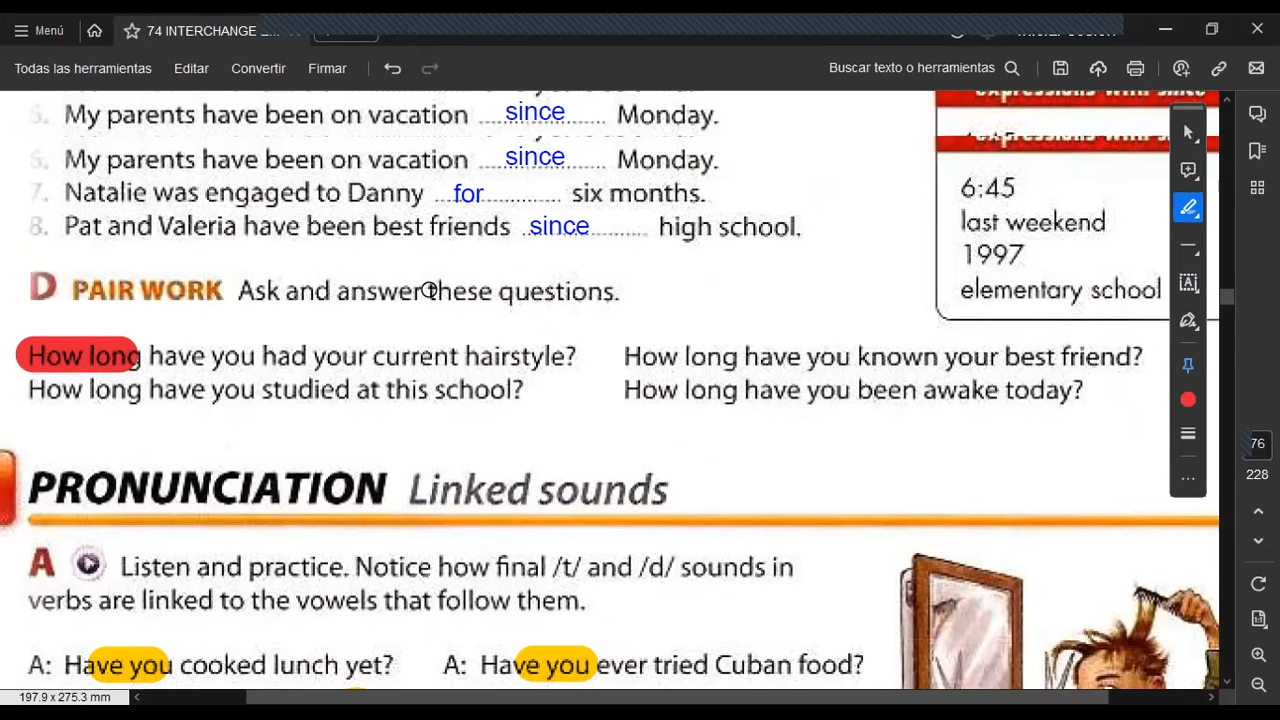 Menú
74 INTERCHANGE
Todas las herramientas Editar Convertir Firmar
Buscar texto o herramientas
My parents have been on vacation since Monday.
6. My parents have been on vacation since Monday.
7. Natalie was engaged to Danny for six months.
8. Pat and Valeria have been best friends since high school.
expressions with since
6:45
last weekend
1997
elementary school
D PAIR WORK Ask and answer these questions.
How long have you had your current hairstyle? How long have you known your best friend?
How long have you studied at this school? How long have you been awake today?
76
228
PRONUNCIATION Linked sounds
A Listen and practice. Notice how final /t/ and /d/ sounds in
verbs are linked to the vowels that follow them.
A: Have you cooked lunch yet? A: Have you ever tried Cuban food?
197.9 x 275.3 mm